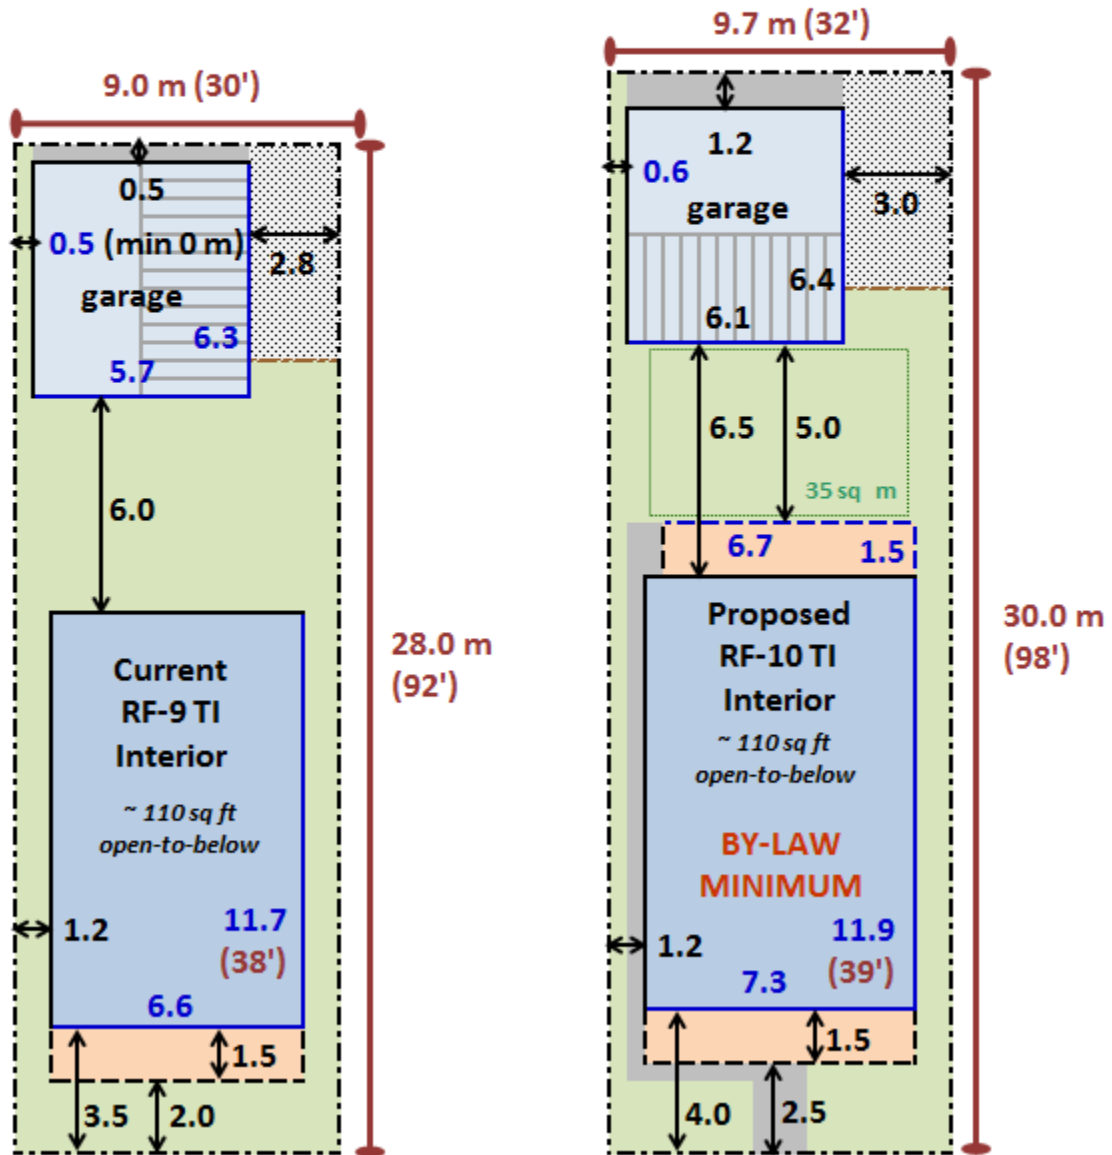 9.0 m (30')
0.5
0.5 (min 0 m)
2.8
garage
6.3
5.7
6.0
28.0 m
(92')
Current
RF-9 TI
Interior
~ 110 sq ft
open-to-below
1.2
11.7
(38')
6.6
1.5
3.5
2.0
9.7 m (32')
1.2
0.6
garage
3.0
6.4
6.1
6.5
5.0
35 sq m
6.7
1.5
Proposed
RF-10 TI
Interior
~ 110 sq ft
open-to-below
30.0 m
(98')
BY-LAW
MINIMUM
11.9
1.2
(39')
7.3
1.5
4.0
2.5